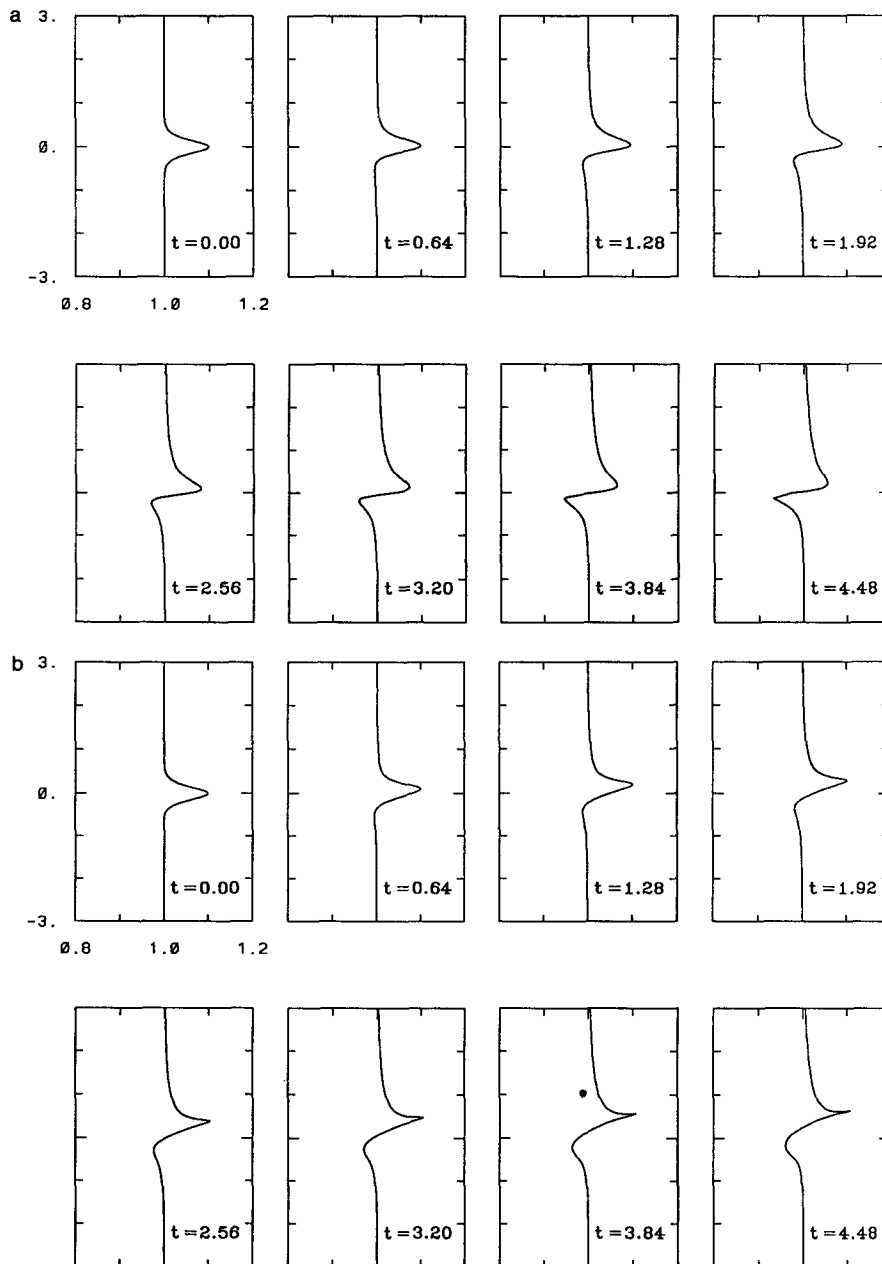 a 3.
0.
-3.
t=0.00 t=0.64 t=1.28 t=1.92
0.8 1.0 1.2
t=2.56 t=3.20 t=3.84 t=4.48
b 3.
0.
-3.
t=0.00 t=0.64 t=1.28 t=1.92
0.8 1.0 1.2
t=2.56 t=3.20 t=3.84 t=4.48